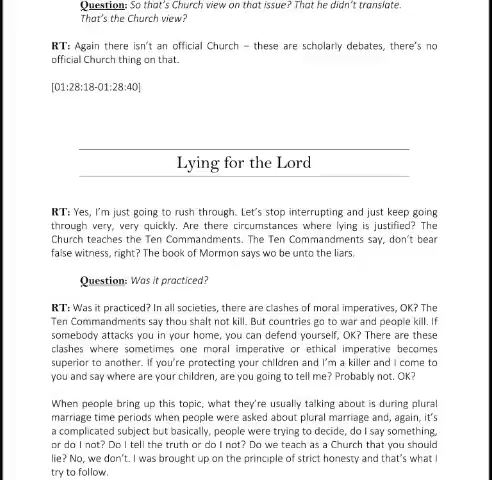 Question: So that's Church view on that issue? That he didn't translate.
That's the Church view?
RT: Again there isn't an official Church – these are scholarly debates, there's no
official Church thing on that.
[01:28:18-01:28:40]
Lying for the Lord
RT: Yes, I'm just going to rush through. Let's stop interrupting and just keep going
through very, very quickly. Are there circumstances where lying is justified? The
Church teaches the Ten Commandments. The Ten Commandments say, don't bear
false witness, right? The book of Mormon says wo be unto the liars.
Question: Was it practiced?
RT: Was it practiced? In all societies, there are clashes of moral imperatives, OK? The
Ten Commandments say thou shalt not kill. But countries go to war and people kill. If
somebody attacks you in your home, you can defend yourself, OK? There are these
clashes where sometimes one moral imperative or ethical imperative becomes
superior to another. If you're protecting your children and I'm a killer and I come to
you and say where are your children, are you going to tell me? Probably not. OK?
When people bring up this topic, what they're usually talking about is during plural
marriage time periods when people were asked about plural marriage and, again, it's
a complicated subject but basically, people were trying to decide, do I say something,
or do I not? Do I tell the truth or do I not? Do we teach as a Church that you should
lie? No, we don't. I was brought up on the principle of strict honesty and that's what I
try to follow.